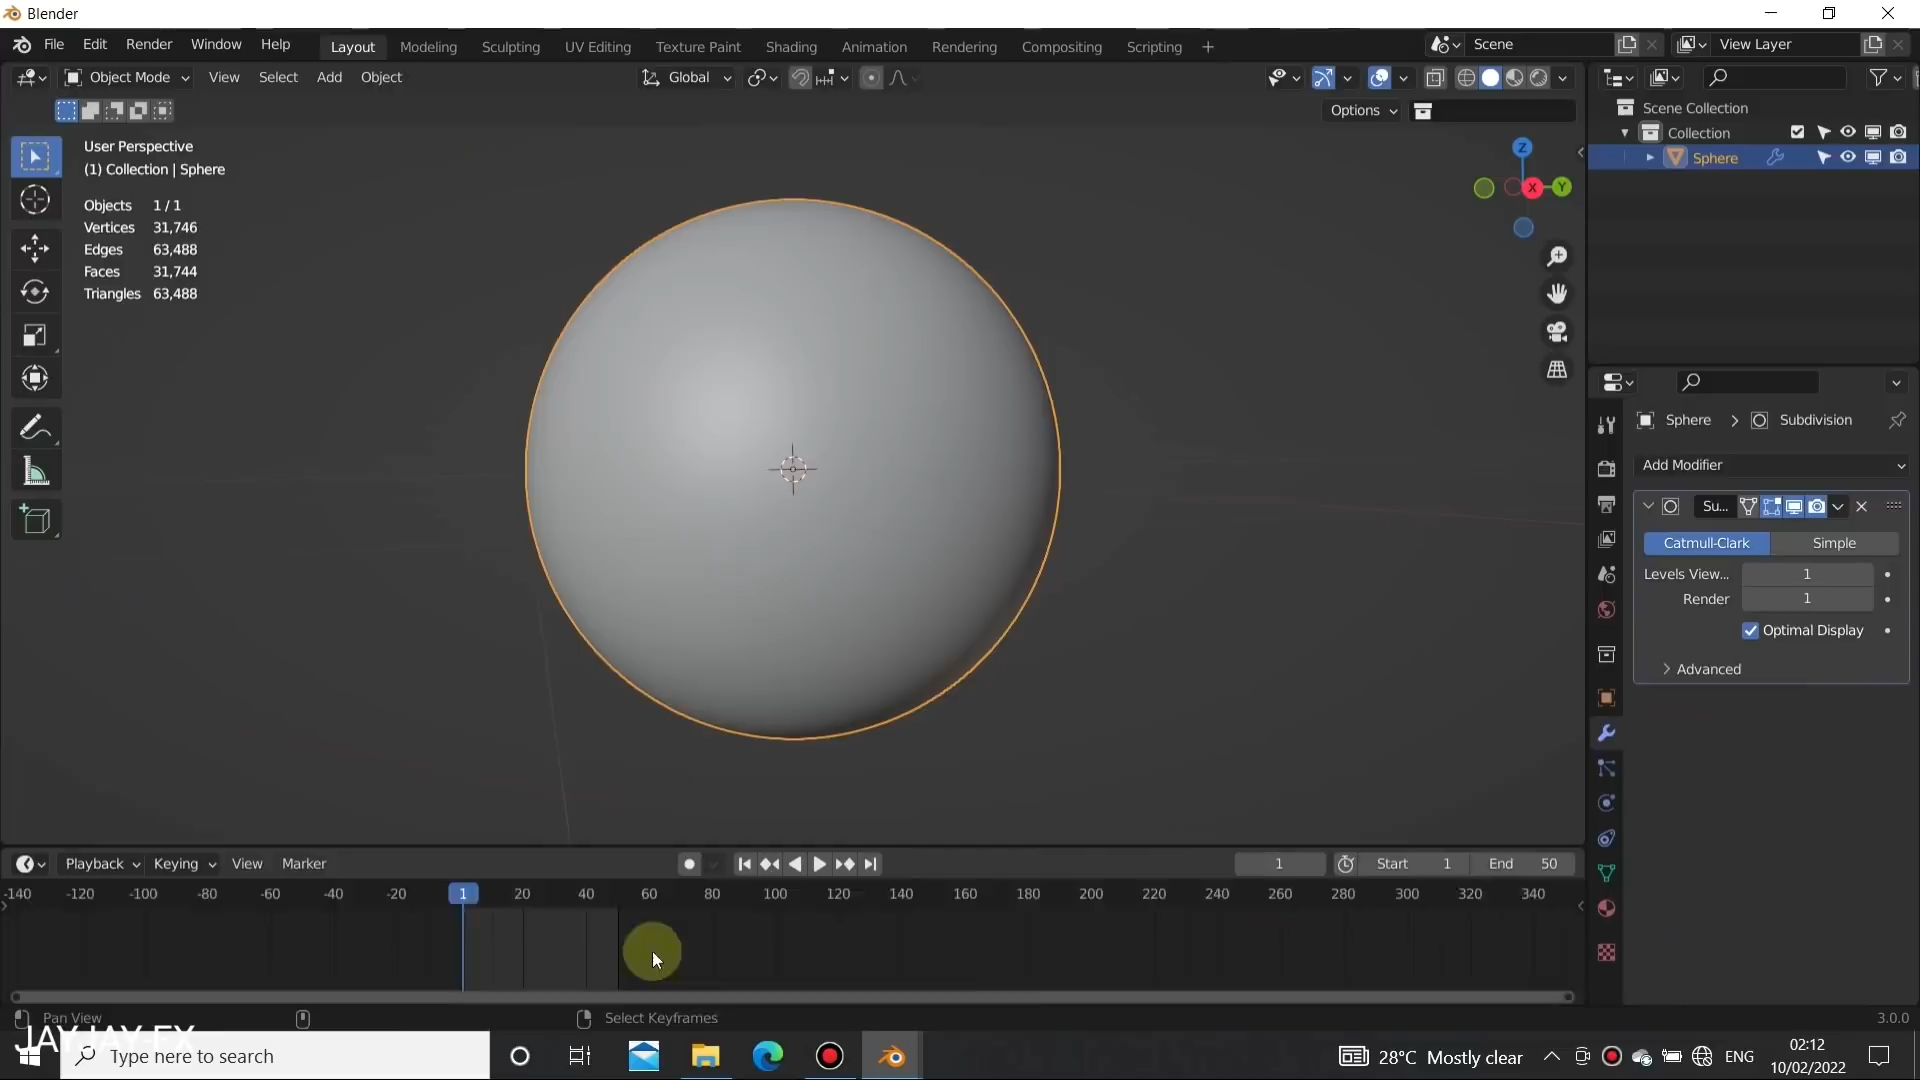 Blender
File Edit Render Window Help Layout Modeling Sculpting UV Editing Texture Paint Shading Animation Rendering Compositing Scripting + Scene View Layer
Object Mode View Select Add Object Global
Options
Scene Collection
Collection
Sphere
User Perspective
(1) Collection | Sphere
Objects 1 / 1
Vertices 31,746
Edges 63,488
Faces 31,744
Triangles 63,488
Z
X
Y
Sphere > Subdivision
Add Modifier
Su...
Catmull-Clark Simple
Levels View... 1
Render 1
Optimal Display
Advanced
Playback Keying View Marker 1 Start 1 End 50
-140 -120 -100 -80 -60 -40 -20 1 20 40 60 80 100 120 140 160 180 200 220 240 260 280 300 320 340
Pan View Select Keyframes 3.0.0
JAYJAY-FX
Type here to search 28°C Mostly clear ENG 02:12
10/02/2022